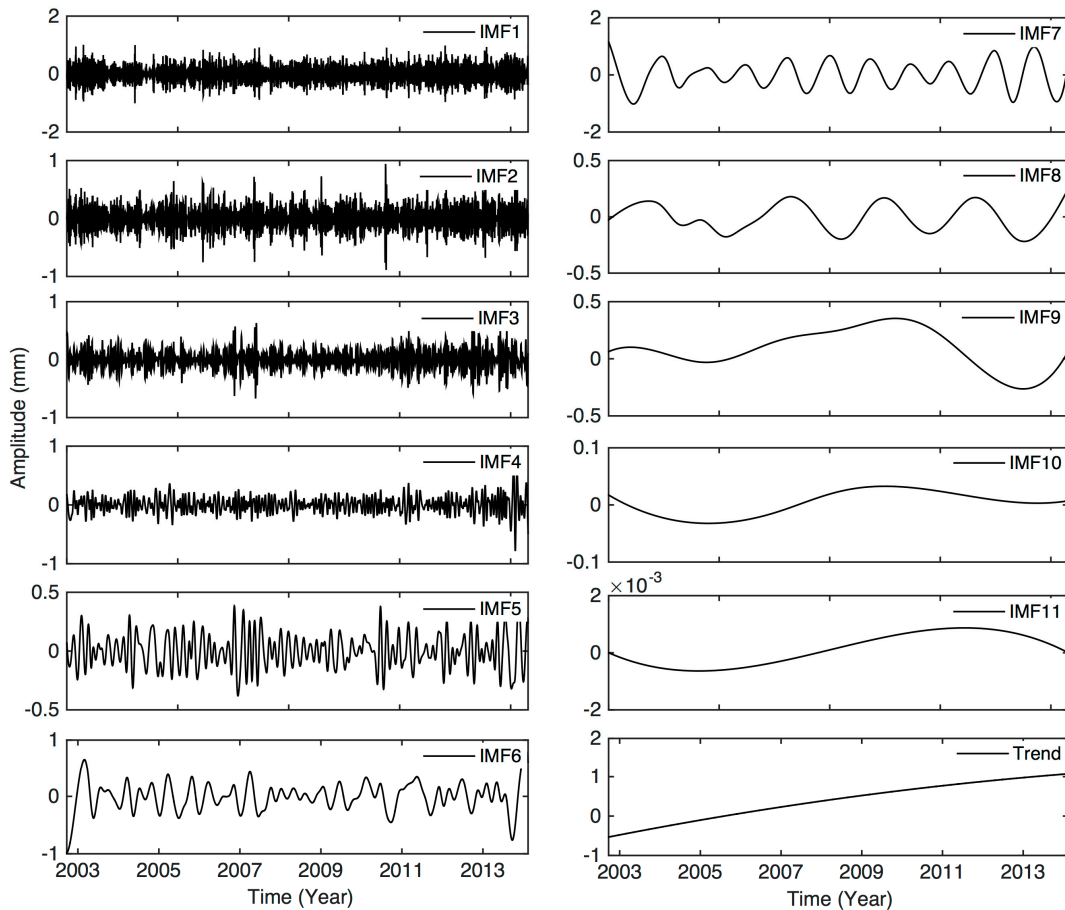 2
0
-2
IMF1
1
0
-1
IMF2
1
0
-1
IMF3
1
0
-1
IMF4
0.5
0
-0.5
IMF5
1
0
-1
IMF6
2003 2005 2007 2009 2011 2013
Time (Year)
Amplitude (mm)
2
0
-2
IMF7
0.5
0
-0.5
IMF8
0.5
0
-0.5
IMF9
0.1
0
-0.1
IMF10
×10⁻³
2
0
-2
IMF11
2
1
0
-1
Trend
2003 2005 2007 2009 2011 2013
Time (Year)